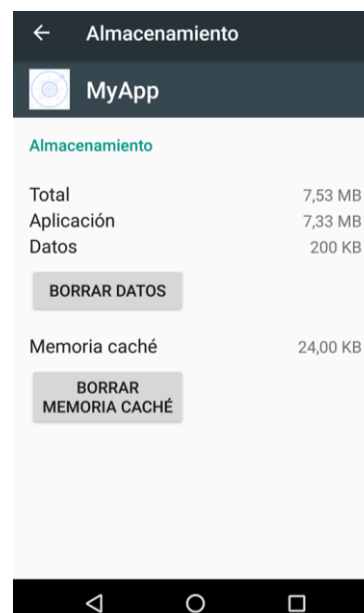 Almacenamiento
MyApp
Almacenamiento
Total 7,53 MB
Aplicación 7,33 MB
Datos 200 KB
BORRAR DATOS
Memoria caché 24,00 KB
BORRAR
MEMORIA CACHÉ